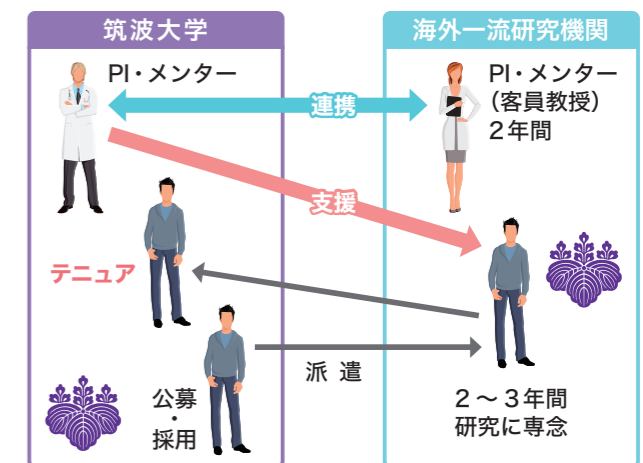 筑波大学
海外一流研究機関
PI・メンター
PI・メンター
（客員教授）
２年間
連携
支援
テニュア
派 遣
公募
・
採用
２～３年間
研究に専念